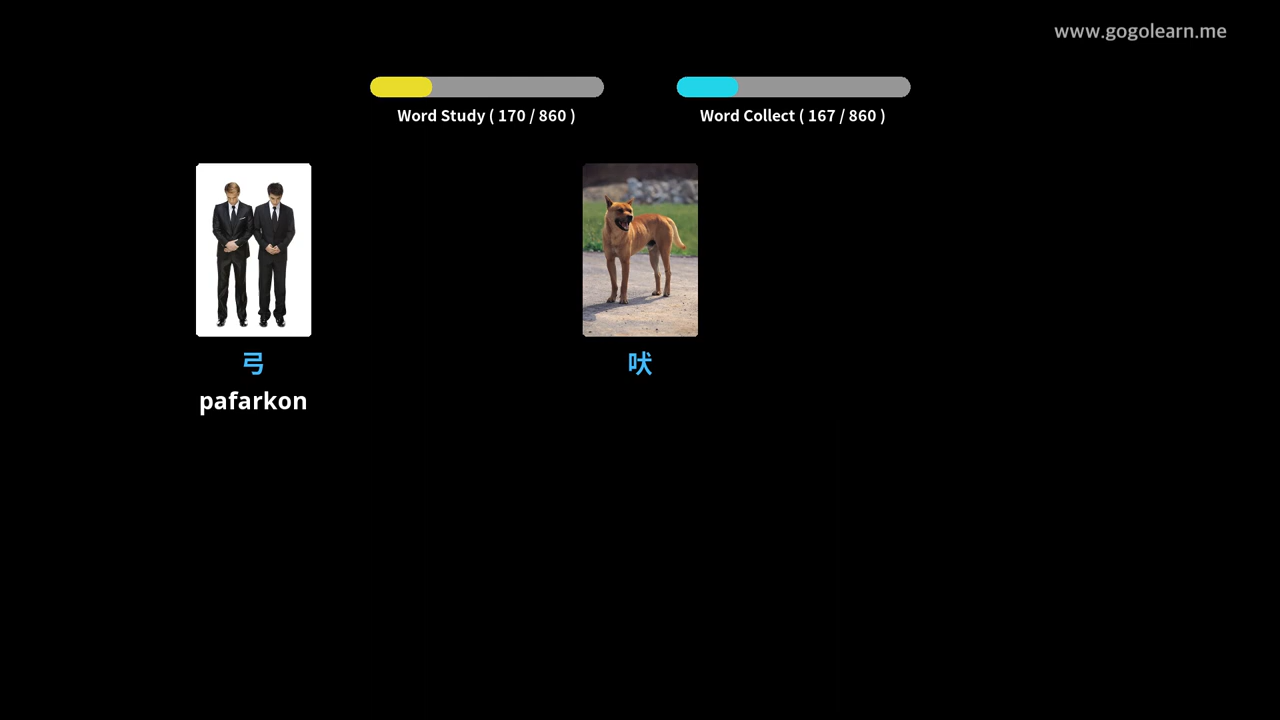 www.gogolearn.me
Word Study ( 170 / 860 )
Word Collect ( 167 / 860 )
弓
吠
pafarkon